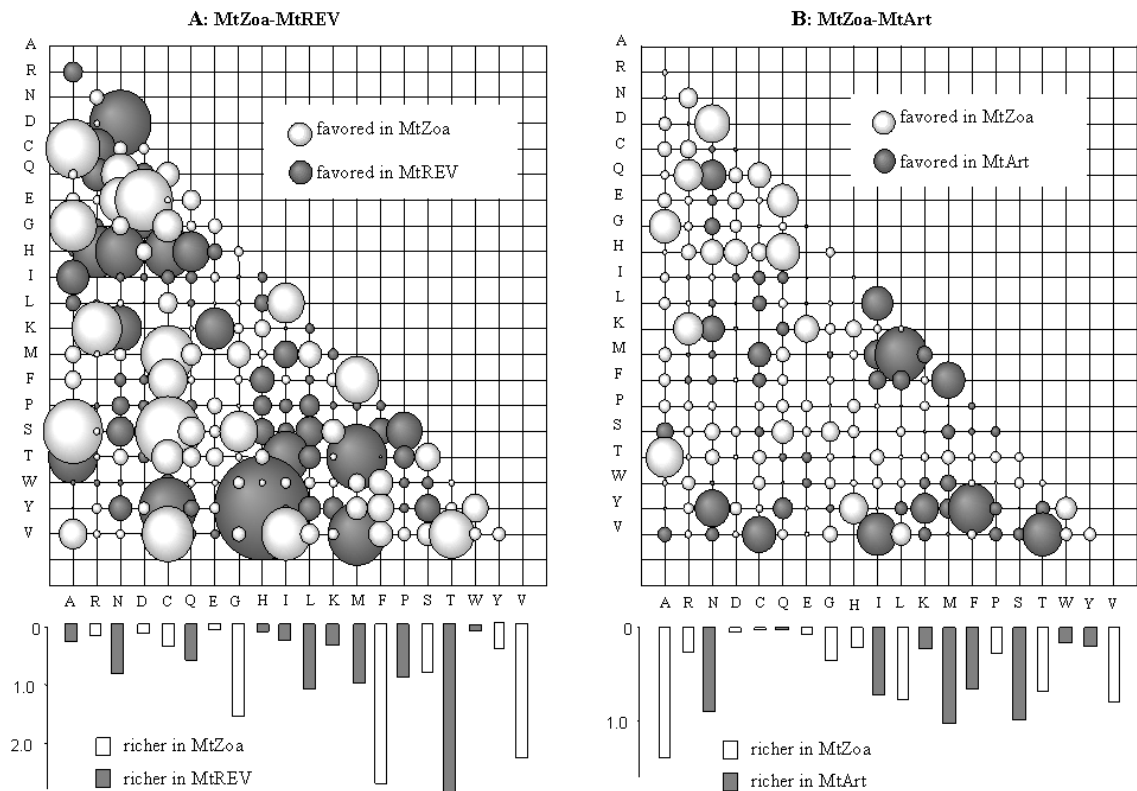 A: MtZoa-MtREV
A
R
N
D
C
Q
E
G
H
I
L
K
M
F
P
S
T
W
Y
V
favored in MtZoa
favored in MtREV
A R N D C Q E G H I L K M F P S T W Y V
0
1.0
2.0
richer in MtZoa
richer in MtREV
B: MtZoa-MtArt
A
R
N
D
C
Q
E
G
H
I
L
K
M
F
P
S
T
W
Y
V
favored in MtZoa
favored in MtArt
A R N D C Q E G H I L K M F P S T W Y V
0
1.0
richer in MtZoa
richer in MtArt